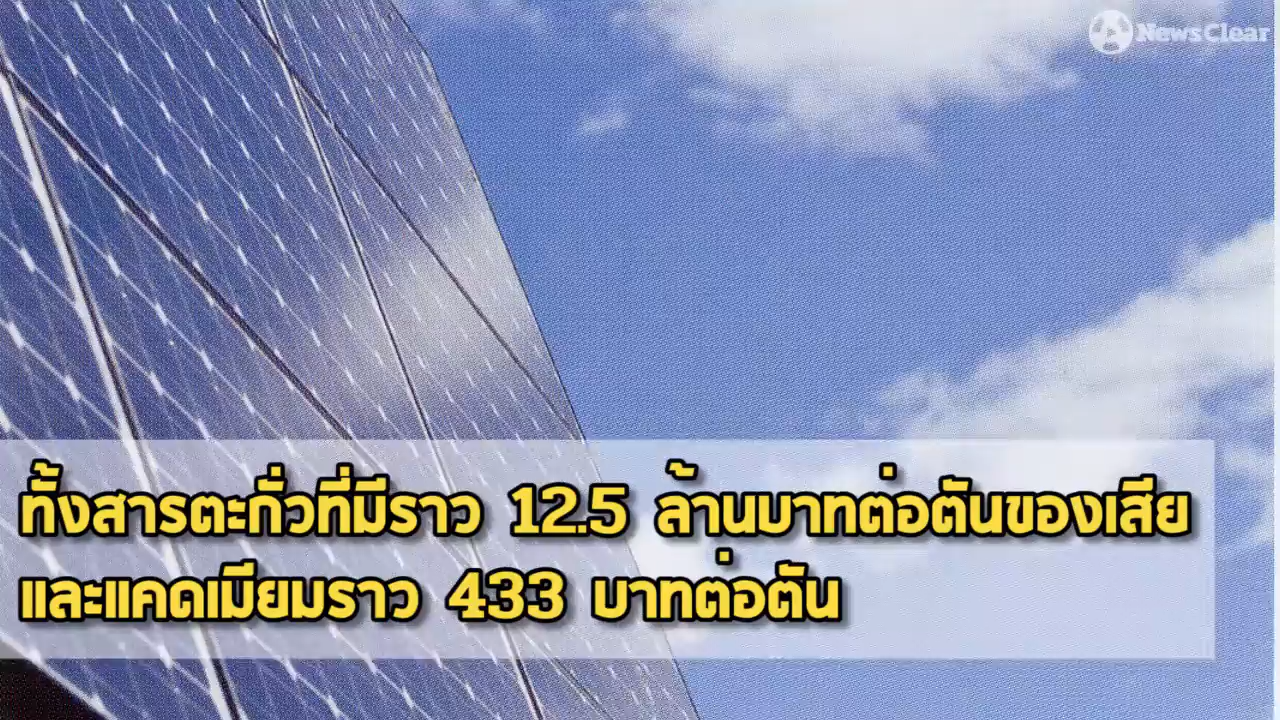 NewsClear
ทั้งสารตะกั่วที่มีราว 12.5 ล้านบาทต่อตันของเสีย
และแคดเมียมราว 433 บาทต่อตัน